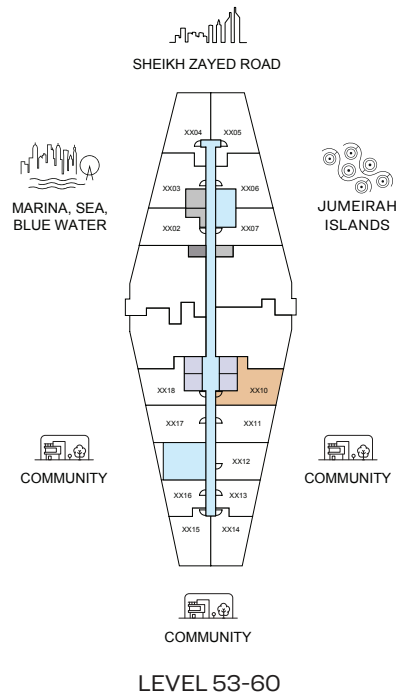 SHEIKH ZAYED ROAD
XX04
XX05
XX03
XX06
MARINA, SEA,
BLUE WATER
JUMEIRAH
ISLANDS
XX02
XX07
XX18
XX10
XX17
XX11
COMMUNITY
COMMUNITY
XX12
XX16
XX13
XX15
XX14
COMMUNITY
LEVEL 53-60